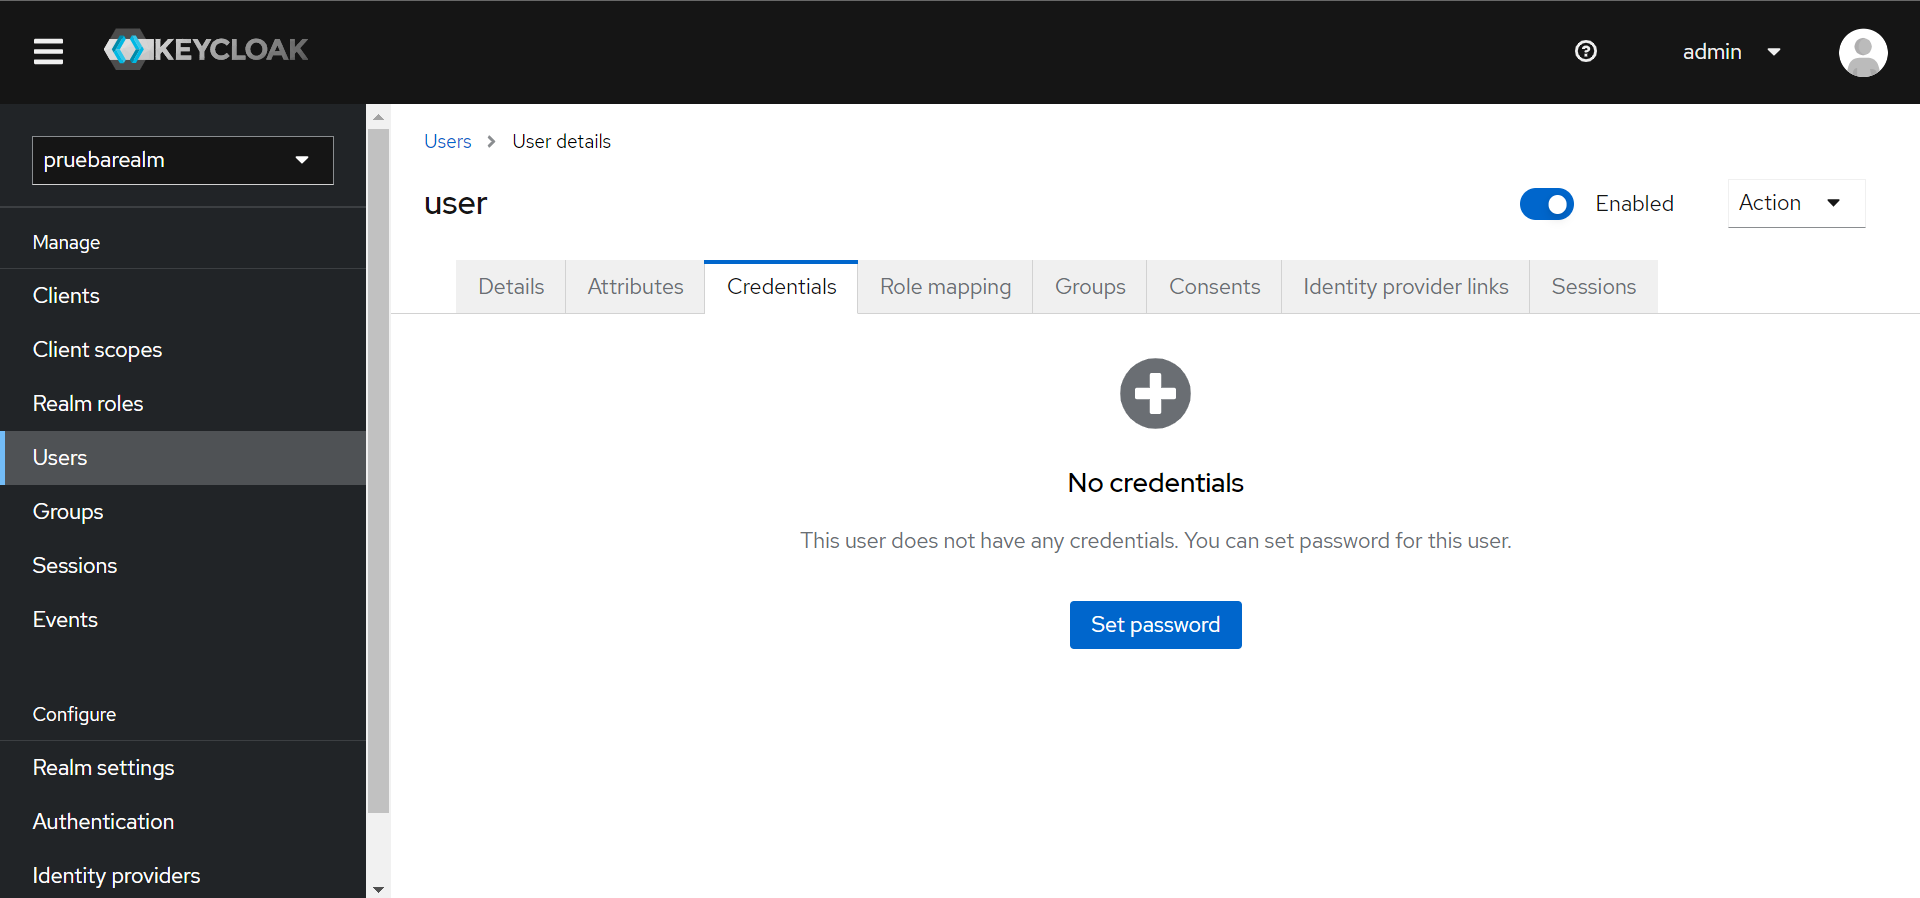 KEYCLOAK
admin
pruebarealm
Manage
Clients
Client scopes
Realm roles
Users
Groups
Sessions
Events
Configure
Realm settings
Authentication
Identity providers
Users > User details
user
Enabled
Action
Details Attributes Credentials Role mapping Groups Consents Identity provider links Sessions
No credentials
This user does not have any credentials. You can set password for this user.
Set password